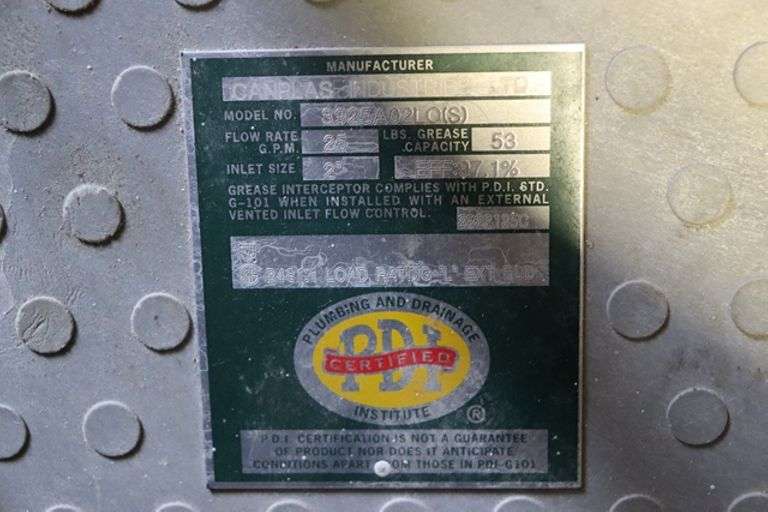 MANUFACTURER
CANPLAS INDUSTRIES LTD
MODEL NO. 3925A02LO(S)
FLOW RATE G.P.M. 25 LBS. GREASE CAPACITY 53
INLET SIZE 2" EFF: 97.1%
GREASE INTERCEPTOR COMPLIES WITH P.D.I. STD.
G-101 WHEN INSTALLED WITH AN EXTERNAL
VENTED INLET FLOW CONTROL.
LOAD RATING "L" EXT.
PLUMBING AND DRAINAGE
PDI
CERTIFIED
INSTITUTE ®
P.D.I. CERTIFICATION IS NOT A GUARANTEE
OF PRODUCT NOR DOES IT ANTICIPATE
CONDITIONS APART FROM THOSE IN PDI-G101